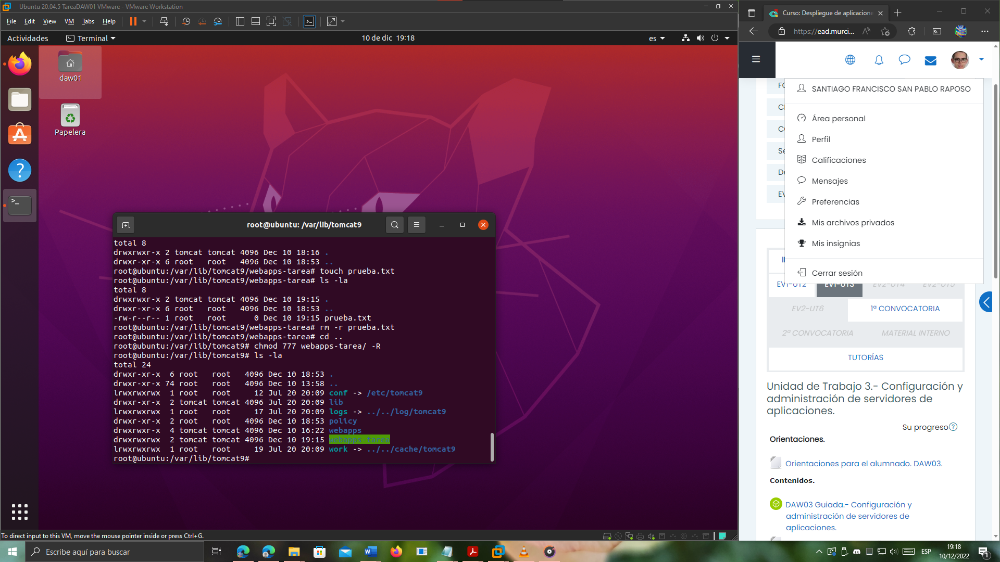 Ubuntu 20.04.5 TareaDAW01 VMware - VMware Workstation
File Edit View VM Tabs Help
Actividades
Terminal
10 de dic 19:18
es
daw01
Papelera
root@ubuntu: /var/lib/tomcat9
total 8
drwxrwxr-x 2 tomcat tomcat 4096 Dec 10 18:16 .
drwxr-xr-x 6 root   root   4096 Dec 10 18:53 ..
root@ubuntu:/var/lib/tomcat9/webapps-tarea# touch prueba.txt
root@ubuntu:/var/lib/tomcat9/webapps-tarea# ls -la
total 8
drwxrwxr-x 2 tomcat tomcat 4096 Dec 10 19:15 .
drwxr-xr-x 6 root   root   4096 Dec 10 18:53 ..
-rw-r--r-- 1 root   root      0 Dec 10 19:15 prueba.txt
root@ubuntu:/var/lib/tomcat9/webapps-tarea# rm -r prueba.txt
root@ubuntu:/var/lib/tomcat9/webapps-tarea# cd ..
root@ubuntu:/var/lib/tomcat9# chmod 777 webapps-tarea/ -R
root@ubuntu:/var/lib/tomcat9# ls -la
total 24
drwxr-xr-x  6 root   root   4096 Dec 10 18:53 .
drwxr-xr-x 74 root   root   4096 Dec 10 13:58 ..
lrwxrwxrwx  1 root   root     12 Jul 20 20:09 conf -> /etc/tomcat9
drwxr-xr-x  2 tomcat tomcat 4096 Jul 20 20:09 lib
lrwxrwxrwx  1 root   root     17 Jul 20 20:09 logs -> ../../log/tomcat9
drwxr-xr-x  2 root   root   4096 Dec 10 18:53 policy
drwxrwxr-x  4 tomcat tomcat 4096 Dec 10 16:22 webapps
drwxrwxrwx  2 tomcat tomcat 4096 Dec 10 19:15 webapps-tarea
lrwxrwxrwx  1 root   root     19 Jul 20 20:09 work -> ../../cache/tomcat9
root@ubuntu:/var/lib/tomcat9#
To direct input to this VM, move the mouse pointer inside or press Ctrl+G.
Curso: Despliegue de aplicacione
https://ead.murci...
FO
C
Se
De
EV
SANTIAGO FRANCISCO SAN PABLO RAPOSO
Área personal
Perfil
Calificaciones
Mensajes
Preferencias
Mis archivos privados
Mis insignias
Cerrar sesión
EV1-UT2
EV1-UT3
EV2-UT4
EV2-UT5
EV2-UT6
1ª CONVOCATORIA
2ª CONVOCATORIA
MATERIAL INTERNO
TUTORÍAS
Unidad de Trabajo 3.- Configuración y
administración de servidores de
aplicaciones.
Su progreso
Orientaciones.
Orientaciones para el alumnado. DAW03.
Contenidos.
DAW03 Guiada.- Configuración y
administración de servidores de
aplicaciones.
Escribe aquí para buscar
ESP
19:18
10/12/2022
1